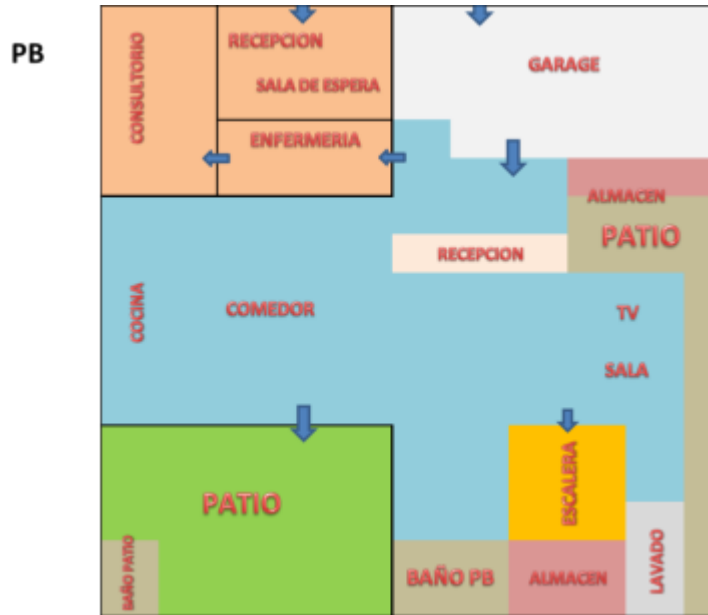 PB
CONSULTORIO
RECEPCION
SALA DE ESPERA
ENFERMERIA
GARAGE
ALMACEN
PATIO
RECEPCION
COCINA
COMEDOR
TV
SALA
PATIO
BAÑO PATIO
ESCALERA
BAÑO PB
ALMACEN
LAVADO